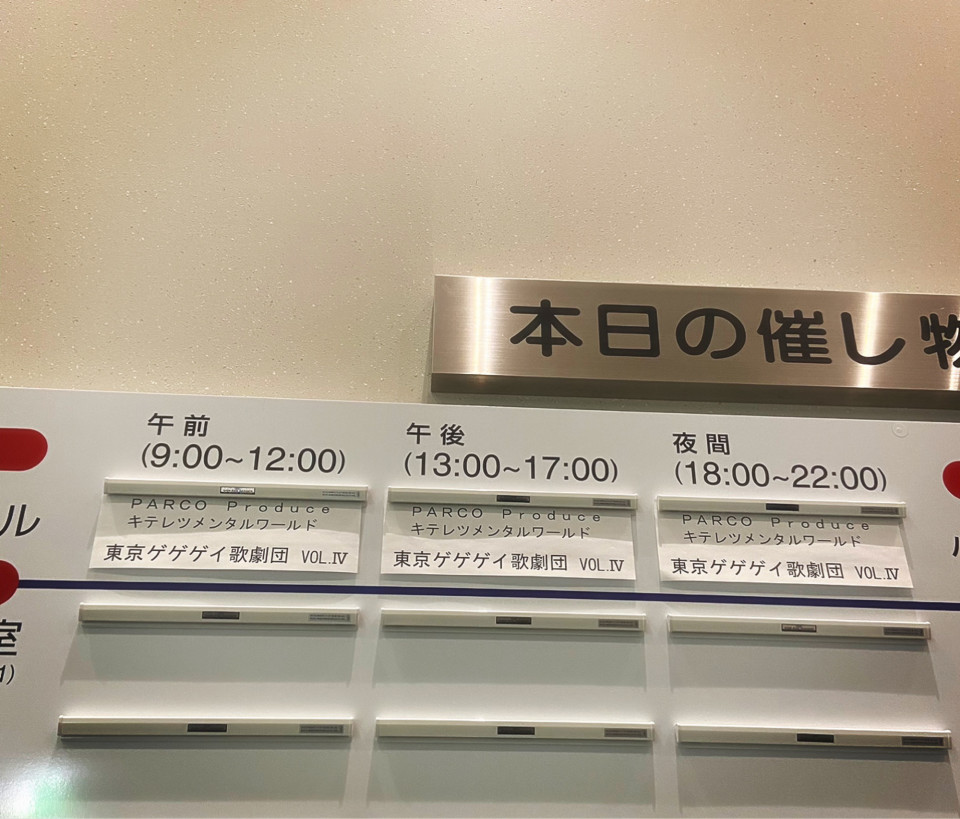 本日の催し物
午前
(9:00~12:00)
午後
(13:00~17:00)
夜間
(18:00~22:00)
ル
PARCO Produce
キテレツメンタルワールド
東京ゲゲゲイ歌劇団 VOL.Ⅳ
PARCO Produce
キテレツメンタルワールド
東京ゲゲゲイ歌劇団 VOL.Ⅳ
PARCO Produce
キテレツメンタルワールド
東京ゲゲゲイ歌劇団 VOL.Ⅳ
室
1)